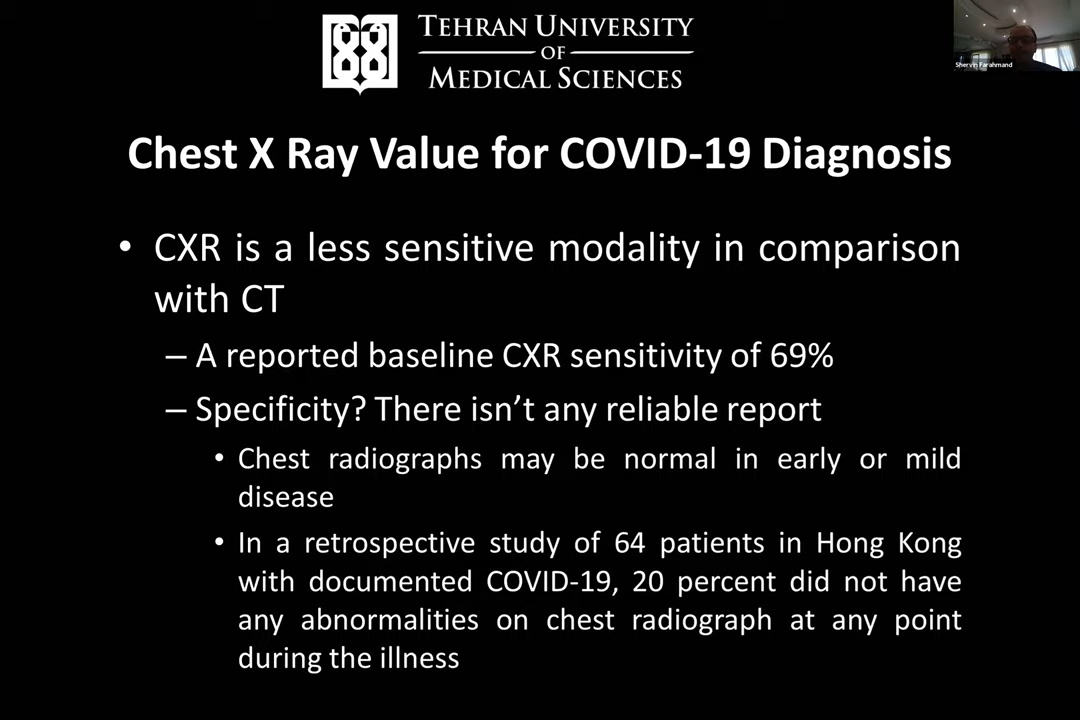 TEHRAN UNIVERSITY
OF
MEDICAL SCIENCES
Shervin Farahmand
Chest X Ray Value for COVID-19 Diagnosis
• CXR is a less sensitive modality in comparison
with CT
– A reported baseline CXR sensitivity of 69%
– Specificity? There isn’t any reliable report
• Chest radiographs may be normal in early or mild
disease
• In a retrospective study of 64 patients in Hong Kong
with documented COVID-19, 20 percent did not have
any abnormalities on chest radiograph at any point
during the illness